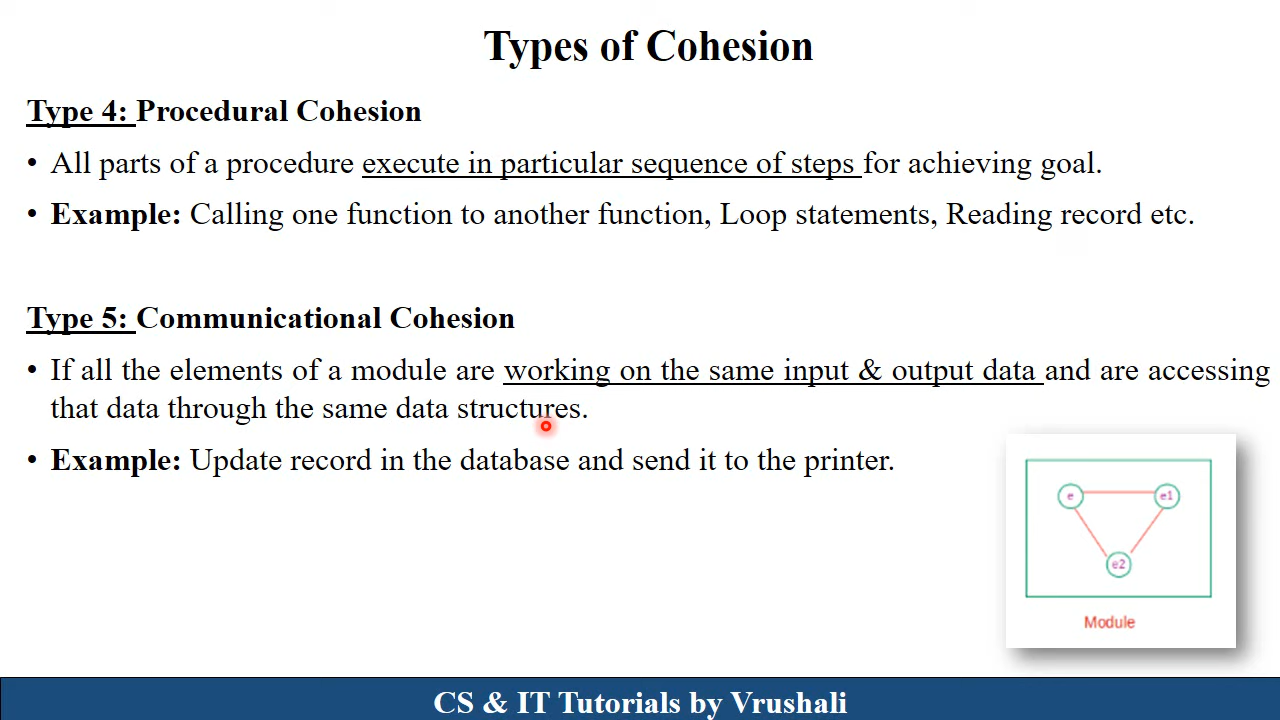 Types of Cohesion
Type 4: Procedural Cohesion
• All parts of a procedure execute in particular sequence of steps for achieving goal.
• Example: Calling one function to another function, Loop statements, Reading record etc.
Type 5: Communicational Cohesion
• If all the elements of a module are working on the same input & output data and are accessing
that data through the same data structures.
• Example: Update record in the database and send it to the printer.
e e1
e2
Module
CS & IT Tutorials by Vrushali